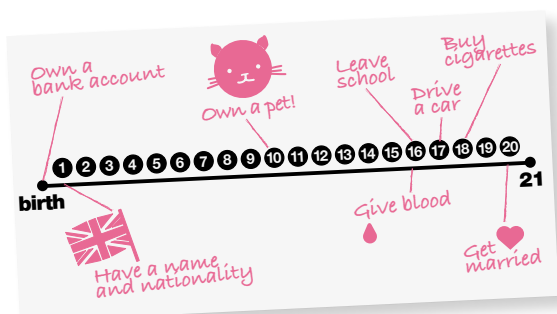 Own a
bank account
Own a pet!
Leave
school
Buy
cigarettes
Drive
a car
1 2 3 4 5 6 7 8 9 10 11 12 13 14 15 16 17 18 19 20
birth
21
Have a name
and nationality
Give blood
Get
married